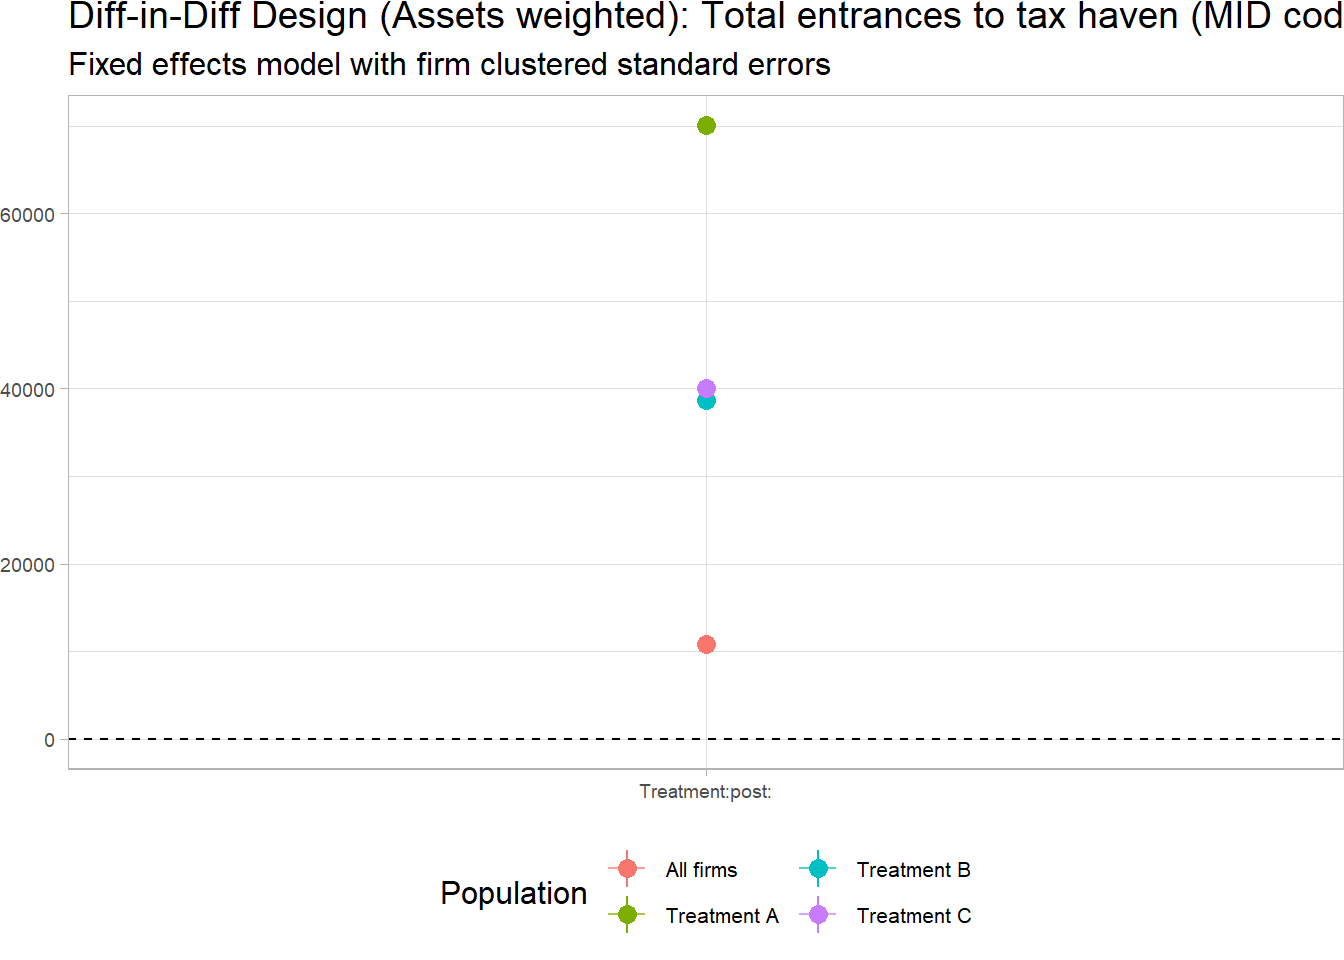 Diff-in-Diff Design (Assets weighted): Total entrances to tax haven (MID cod
Fixed effects model with firm clustered standard errors
60000
40000
20000
0
Treatment:post:
Population
All firms
Treatment B
Treatment A
Treatment C